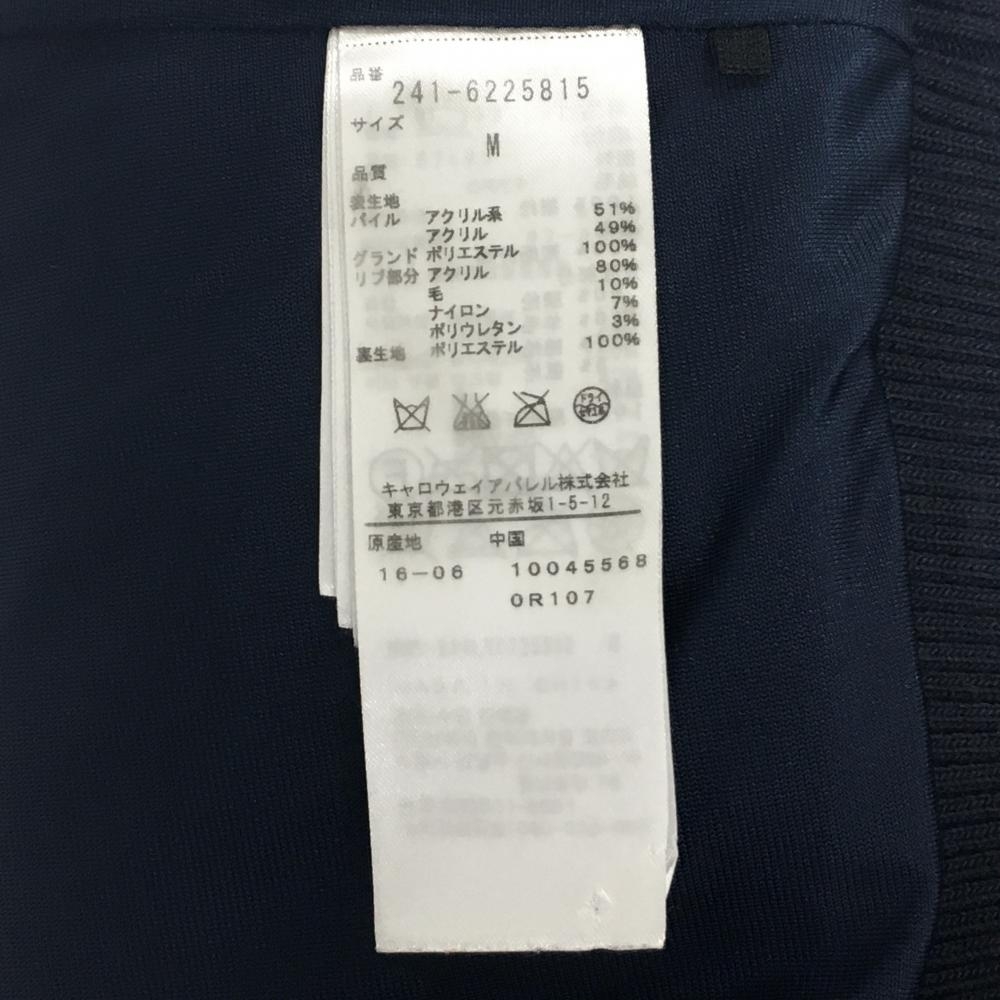 品番
241-6225815
サイズ
M
品質
表生地
パイル アクリル系 51%
アクリル 49%
グランド ポリエステル 100%
リブ部分 アクリル 80%
毛 10%
ナイロン 7%
ポリウレタン 3%
裏生地 ポリエステル 100%
ドライ
キャロウェイアパレル株式会社
東京都港区元赤坂1-5-12
原産地 中国
16-06 10045568
0R107